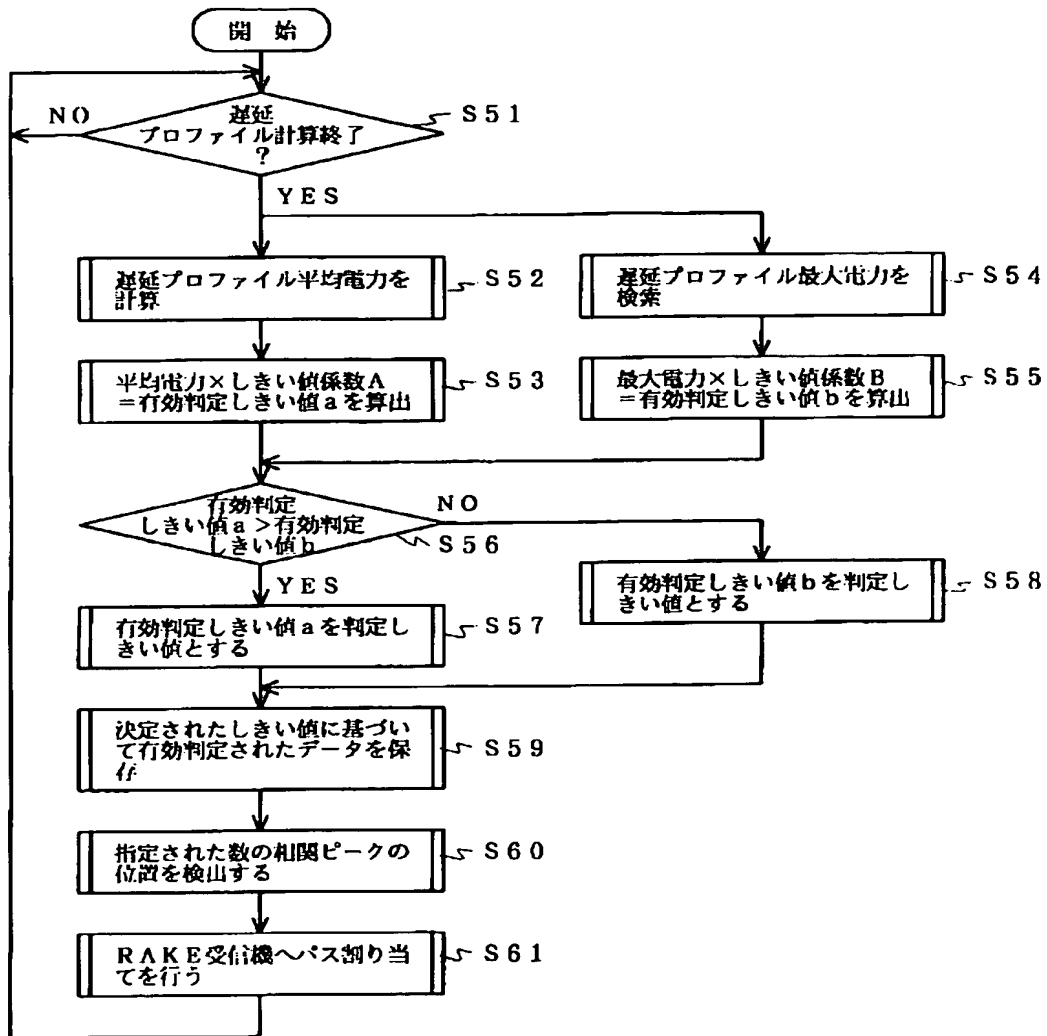 開 始
NO
遅延
プロファイル計算終了
?
S51
YES
遅延プロファイル平均電力を
計算
S52
遅延プロファイル最大電力を
検索
S54
平均電力×しきい値係数A
=有効判定しきい値aを算出
S53
最大電力×しきい値係数B
=有効判定しきい値bを算出
S55
有効判定
しきい値a>有効判定
しきい値b
NO
S56
YES
有効判定しきい値bを判定し
きい値とする
S58
有効判定しきい値aを判定し
きい値とする
S57
決定されたしきい値に基づい
て有効判定されたデータを保
存
S59
指定された数の相関ピークの
位置を検出する
S60
RAKE受信機へパス割り当
てを行う
S61